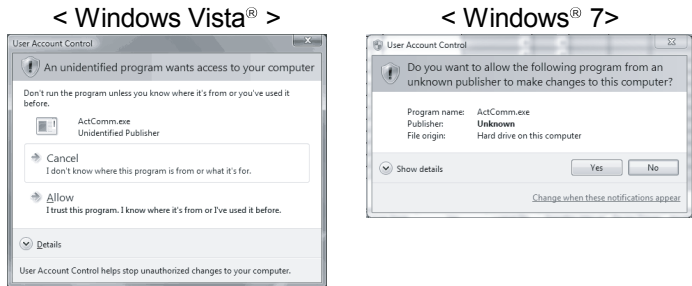 < Windows Vista® >
User Account Control
An unidentified program wants access to your computer
Don't run the program unless you know where it's from or you've used it
before.
ActComm.exe
Unidentified Publisher
Cancel
I don't know where this program is from or what it's for.
Allow
I trust this program. I know where it's from or I've used it before.
Details
User Account Control helps stop unauthorized changes to your computer.
< Windows® 7>
User Account Control
Do you want to allow the following program from an
unknown publisher to make changes to this computer?
Program name: ActComm.exe
Publisher: Unknown
File origin: Hard drive on this computer
Show details
Yes No
Change when these notifications appear